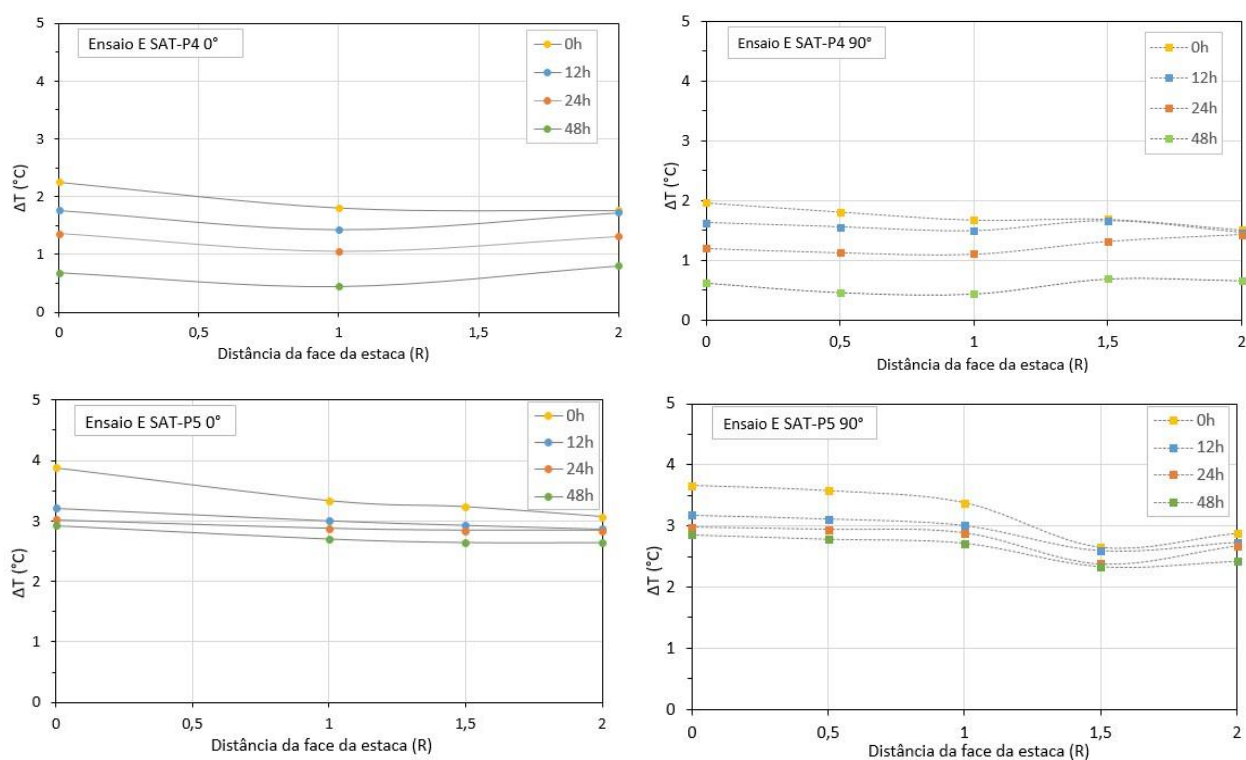 Ensaio E SAT-P4 0°
0h
12h
24h
48h
ΔT (°C)
5
4
3
2
1
0
0 0,5 1 1,5 2
Distância da face da estaca (R)
Ensaio E SAT-P4 90°
0h
12h
24h
48h
ΔT (°C)
5
4
3
2
1
0
0 0,5 1 1,5 2
Distância da face da estaca (R)
Ensaio E SAT-P5 0°
0h
12h
24h
48h
ΔT (°C)
5
4
3
2
1
0
0 0,5 1 1,5 2
Distância da face da estaca (R)
Ensaio E SAT-P5 90°
0h
12h
24h
48h
ΔT (°C)
5
4
3
2
1
0
0 0,5 1 1,5 2
Distância da face da estaca (R)